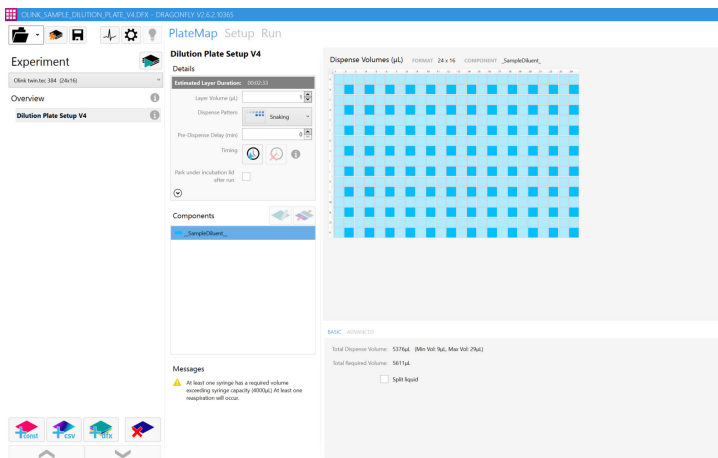 OLINK_SAMPLE_DILUTION_PLATE_V4.DFX - DRAGONFLY V2.6.2.10365
PlateMap Setup Run
Experiment
Olink twin.tec 384 (24x16)
Overview
Dilution Plate Setup V4
Dilution Plate Setup V4
Details
Estimated Layer Duration: 00:02:33
Layer Volume (µL) 1
Dispense Pattern Snaking
Pre-Dispense Delay (min) 0
Timing
Park under incubation lid
after run
Components
_SampleDiluent_
Messages
At least one syringe has a required volume
exceeding syringe capacity (4000µL) At least one
reaspiration will occur.
const
csv
dfx
Dispense Volumes (µL) FORMAT 24 x 16 COMPONENT _SampleDiluent_
BASIC ADVANCED
Total Dispense Volume: 5376µL (Min Vol: 9µL, Max Vol: 29µL)
Total Required Volume: 5611µL
Split liquid